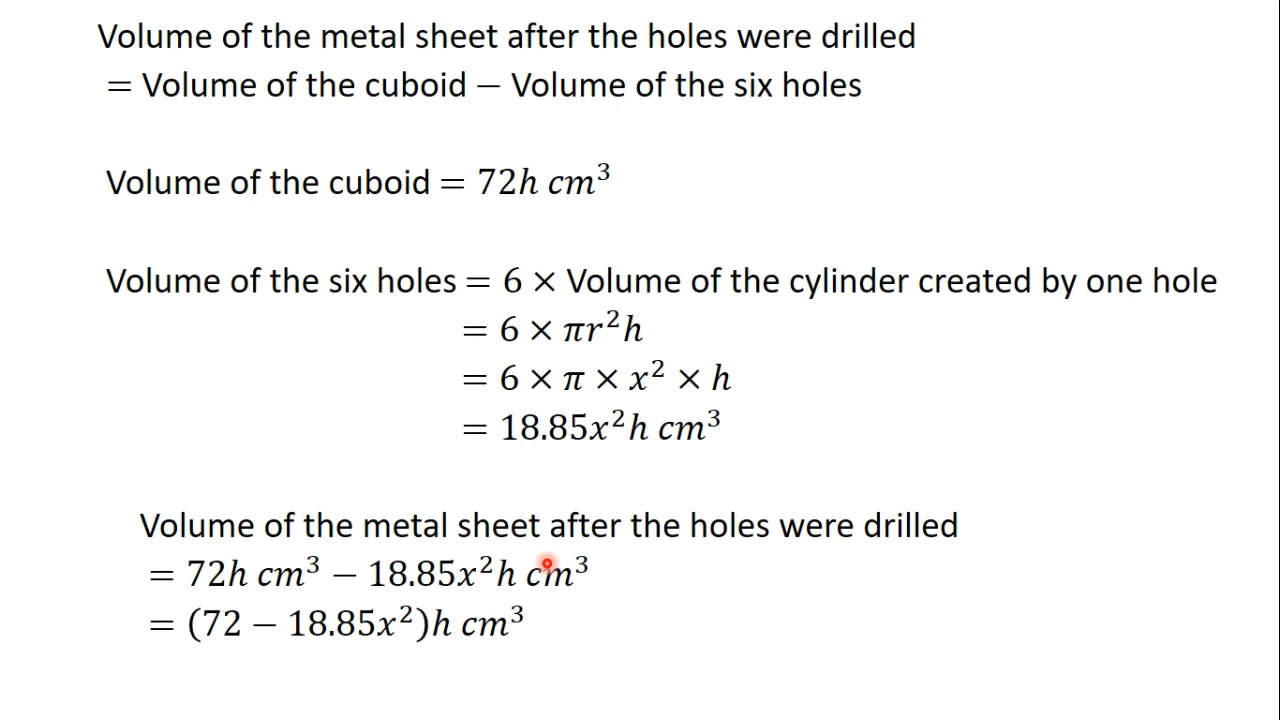 Volume of the metal sheet after the holes were drilled
= Volume of the cuboid − Volume of the six holes
Volume of the cuboid = 72h cm³
Volume of the six holes = 6 × Volume of the cylinder created by one hole
= 6 × πr²h
= 6 × π × x² × h
= 18.85x²h cm³
Volume of the metal sheet after the holes were drilled
= 72h cm³ − 18.85x²h cm³
= (72 − 18.85x²)h cm³